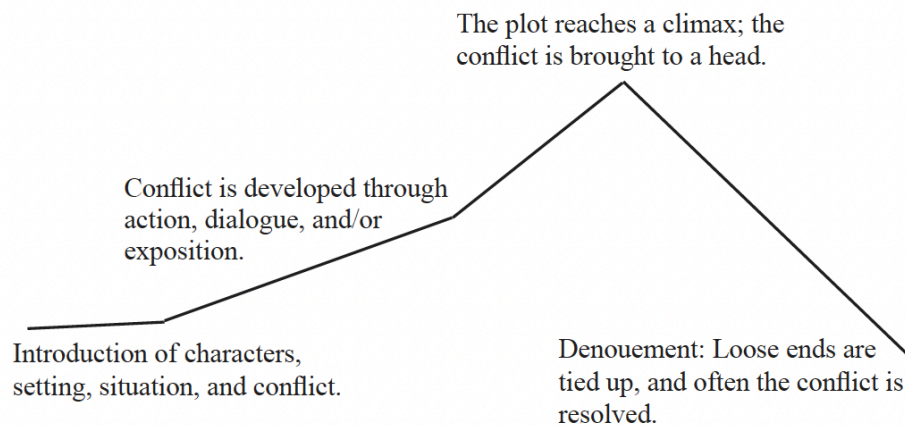 The plot reaches a climax; the
conflict is brought to a head.
Conflict is developed through
action, dialogue, and/or
exposition.
Introduction of characters,
setting, situation, and conflict.
Denouement: Loose ends are
tied up, and often the conflict is
resolved.